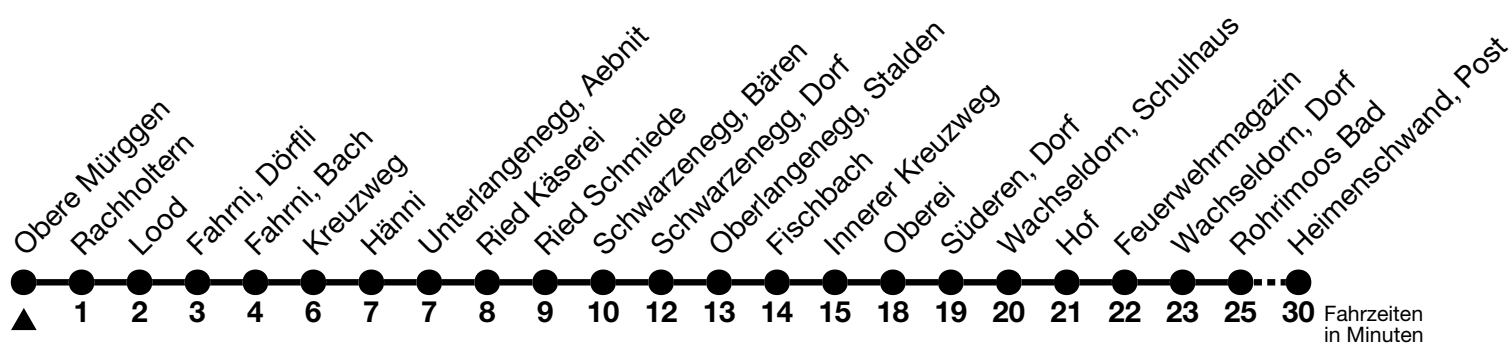 Obere Mürggen
Rachholtern
Lood
Fahrni, Dörfli
Fahrni, Bach
Kreuzweg
Hänni
Unterlangenegg, Aebnit
Ried Käserei
Ried Schmiede
Schwarzenegg, Bären
Schwarzenegg, Dorf
Oberlangenegg, Stalden
Fischbach
Innerer Kreuzweg
Oberei
Süderen, Dorf
Wachseldorn, Schulhaus
Hof
Feuerwehrmagazin
Wachseldorn, Dorf
Rohrimoos Bad
Heimenschwand, Post
1 2 3 4 6 7 7 8 9 10 12 13 14 15 18 19 20 21 22 23 25 30
Fahrzeiten
in Minuten